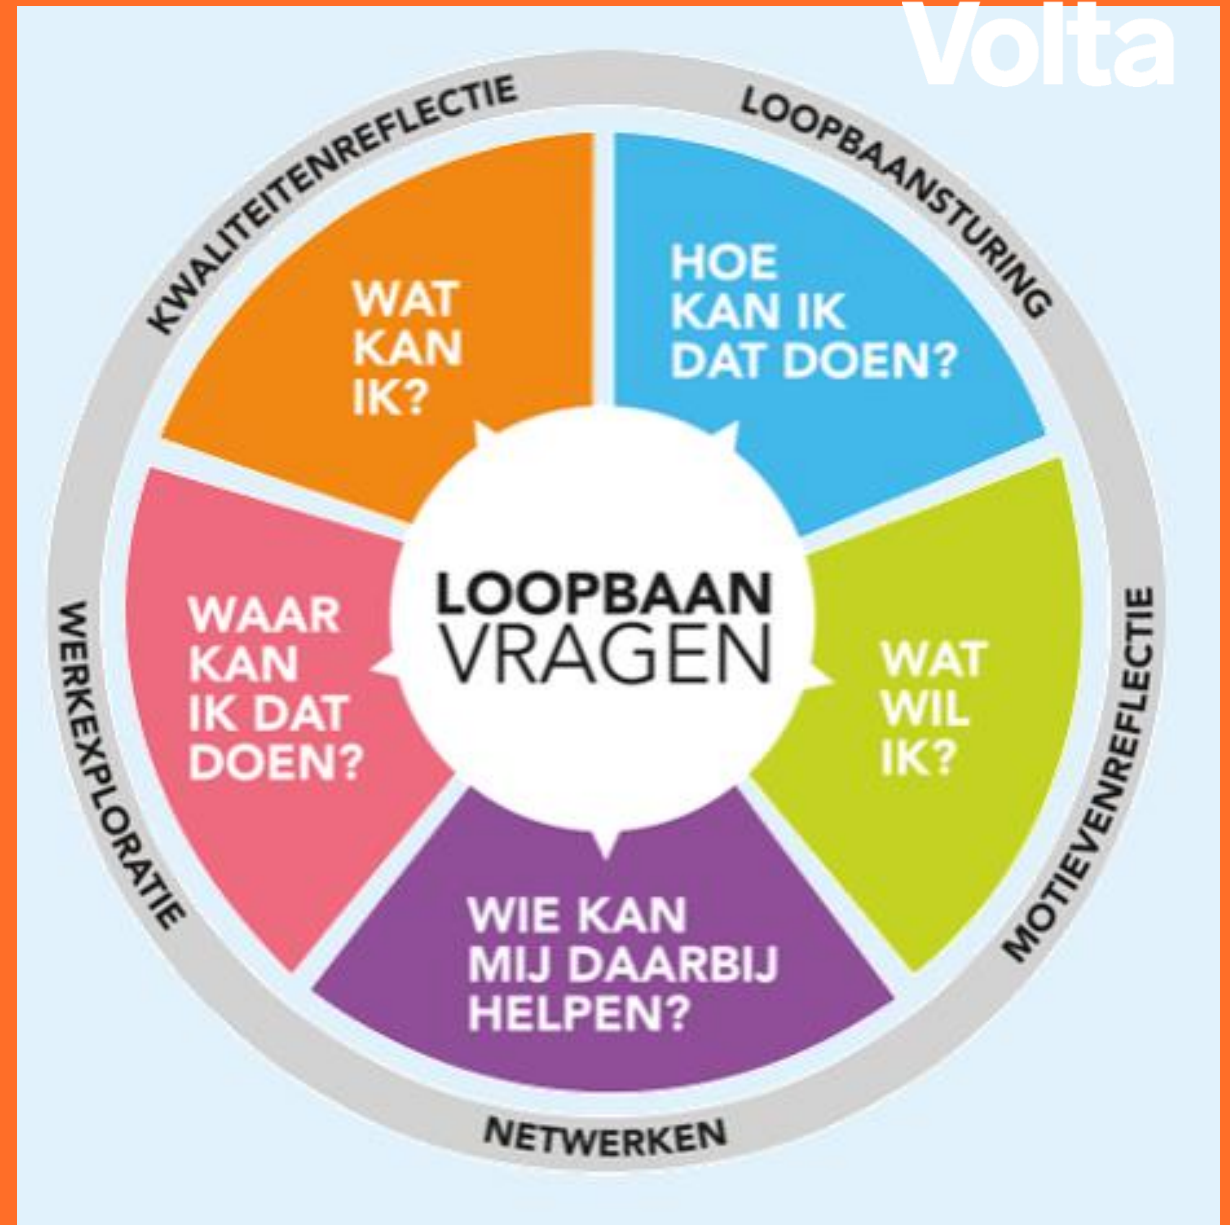 Volta
KWALITEITENREFLECTIE
LOOPBAANSTURING
WAT
KAN
IK?
HOE
KAN IK
DAT DOEN?
LOOPBAAN
VRAGEN
WAAR
KAN
IK DAT
DOEN?
WAT
WIL
IK?
WERKEXPLORATIE
MOTIEVENREFLECTIE
WIE KAN
MIJ DAARBIJ
HELPEN?
NETWERKEN